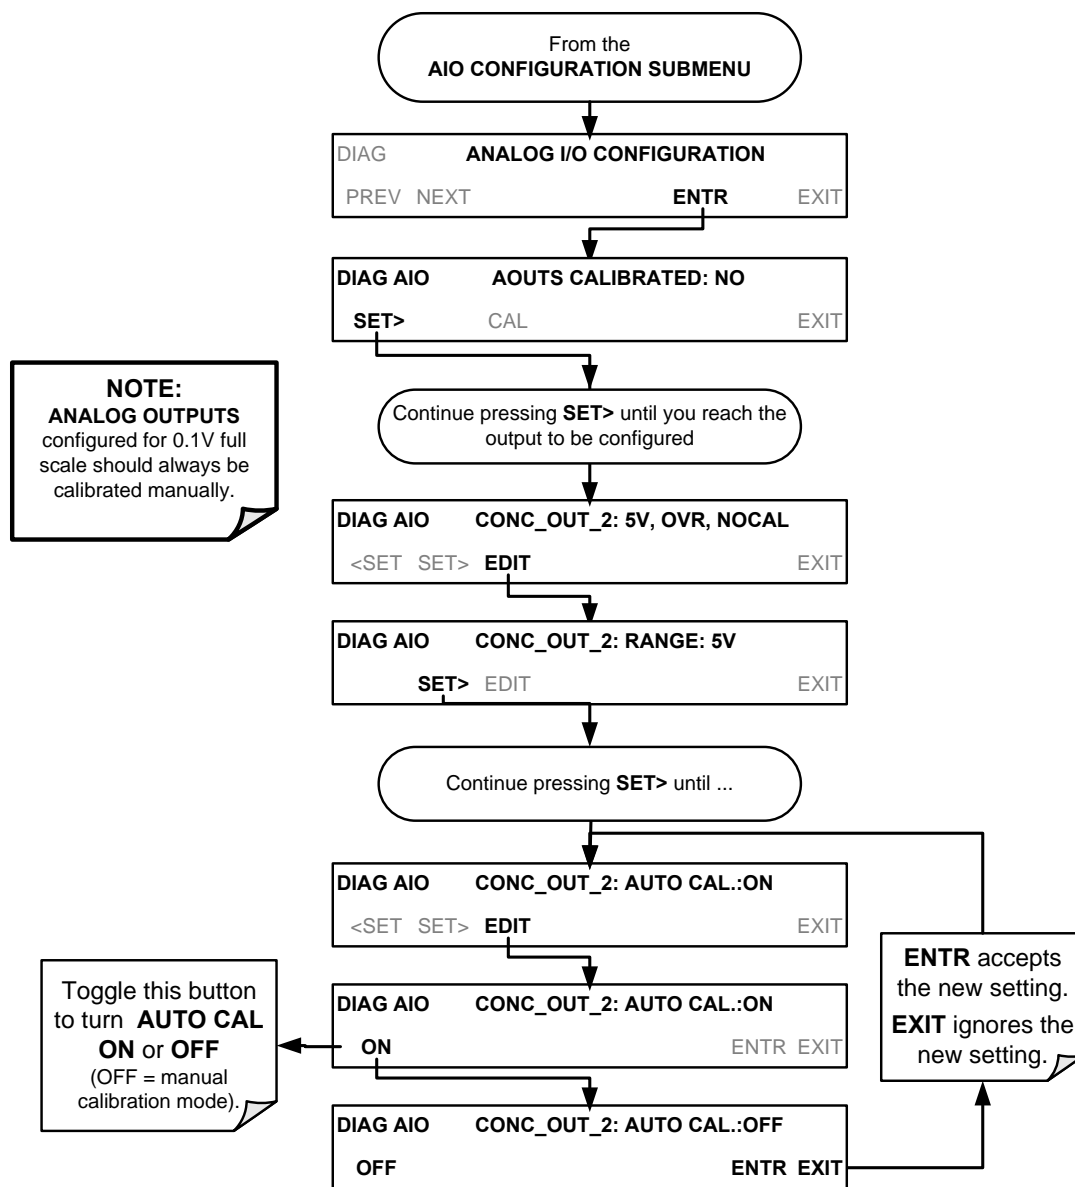 From the
AIO CONFIGURATION SUBMENU
DIAG ANALOG I/O CONFIGURATION
PREV NEXT ENTR EXIT
DIAG AIO AOUTS CALIBRATED: NO
SET> CAL EXIT
NOTE:
ANALOG OUTPUTS
configured for 0.1V full
scale should always be
calibrated manually.
Continue pressing SET> until you reach the
output to be configured
DIAG AIO CONC_OUT_2: 5V, OVR, NOCAL
<SET SET> EDIT EXIT
DIAG AIO CONC_OUT_2: RANGE: 5V
SET> EDIT EXIT
Continue pressing SET> until ...
DIAG AIO CONC_OUT_2: AUTO CAL.:ON
<SET SET> EDIT EXIT
Toggle this button
to turn AUTO CAL
ON or OFF
(OFF = manual
calibration mode).
DIAG AIO CONC_OUT_2: AUTO CAL.:ON
ON ENTR EXIT
ENTR accepts
the new setting.
EXIT ignores the
new setting.
DIAG AIO CONC_OUT_2: AUTO CAL.:OFF
OFF ENTR EXIT